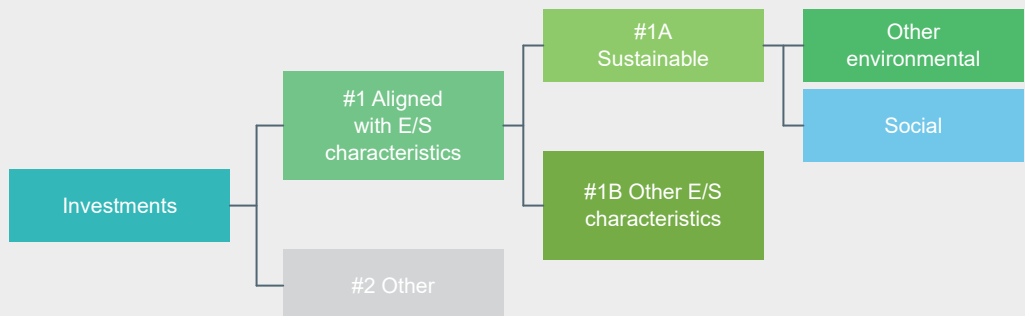 Investments
#1 Aligned
with E/S
characteristics
#2 Other
#1A
Sustainable
#1B Other E/S
characteristics
Other
environmental
Social